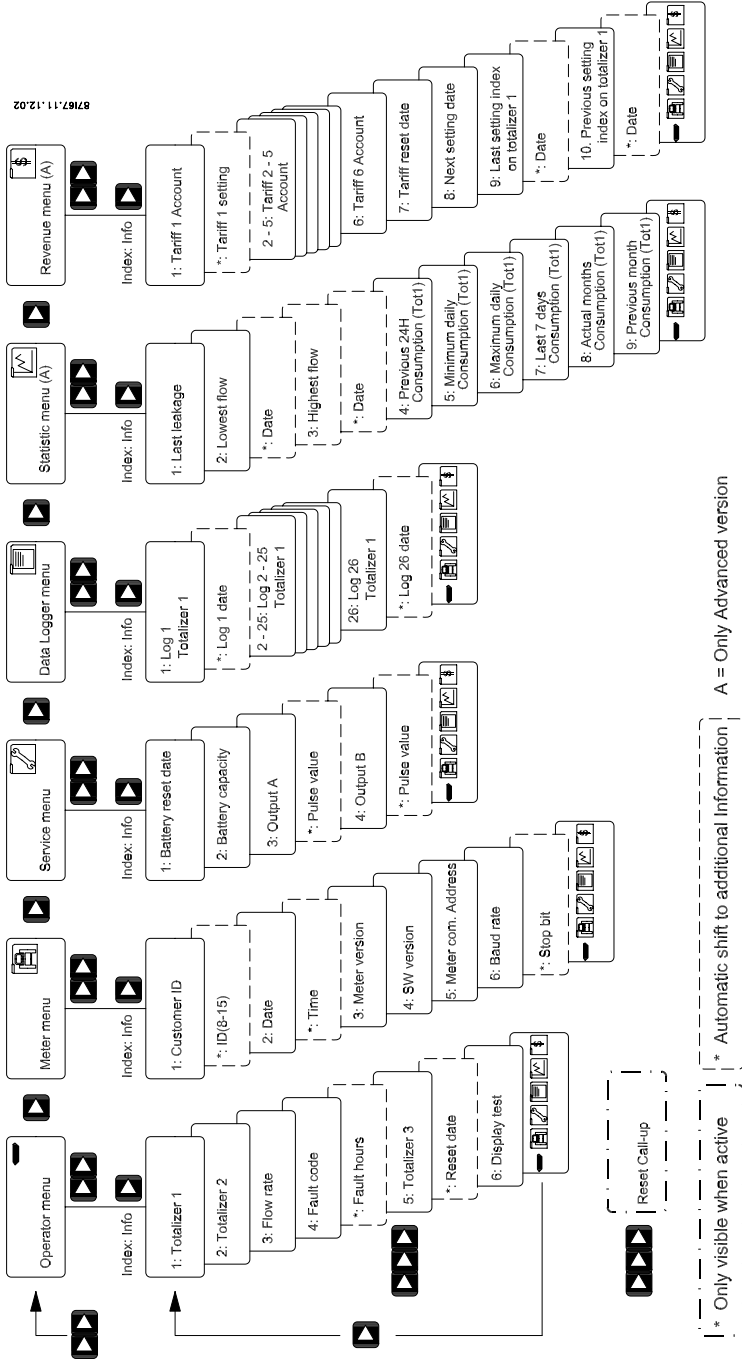 87167.11.12.02
Operator menu
Meter menu
Service menu
Data Logger menu
Statistic menu (A)
Revenue menu (A)
$
Index: Info
Index: Info
Index: Info
Index: Info
Index: Info
Index: Info
1: Totalizer 1
2: Totalizer 2
3: Flow rate
4: Fault code
*: Fault hours
5: Totalizer 3
*: Reset date
6: Display test
$
1: Customer ID
*: ID(8-15)
2: Date
*: Time
3: Meter version
4: SW version
5: Meter com. Address
6: Baud rate
*: Stop bit
$
1: Battery reset date
2: Battery capacity
3: Output A
*: Pulse value
4: Output B
*: Pulse value
$
1: Log 1
Totalizer 1
*: Log 1 date
2 - 25: Log 2 - 25
Totalizer 1
26: Log 26
Totalizer 1
*: Log 26 date
$
1: Last leakage
2: Lowest flow
*: Date
3: Highest flow
*: Date
4: Previous 24H
Consumption (Tot1)
5: Minimum daily
Consumption (Tot1)
6: Maximum daily
Consumption (Tot1)
7: Last 7 days
Consumption (Tot1)
8: Actual months
Consumption (Tot1)
9: Previous month
Consumption (Tot1)
$
1: Tariff 1 Account
*: Tariff 1 setting
2 - 5: Tariff 2 - 5
Account
6: Tariff 6 Account
7: Tariff reset date
8: Next setting date
9: Last setting index
on totalizer 1
*: Date
10. Previous setting
index on totalizer 1
*: Date
$
Reset Call-up
* Only visible when active
* Automatic shift to additional Information
A = Only Advanced version